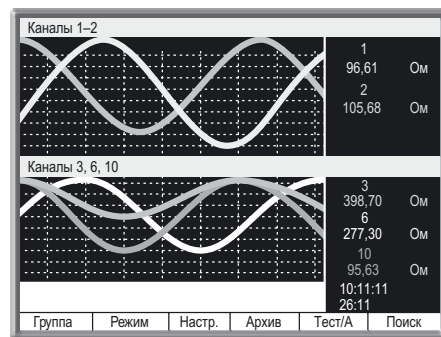 Каналы 1–2
1
96,61 Ом
2
105,68 Ом
Каналы 3, 6, 10
3
398,70 Ом
6
277,30 Ом
10
95,63 Ом
10:11:11
26:11
Группа Режим Настр. Архив Тест/А Поиск